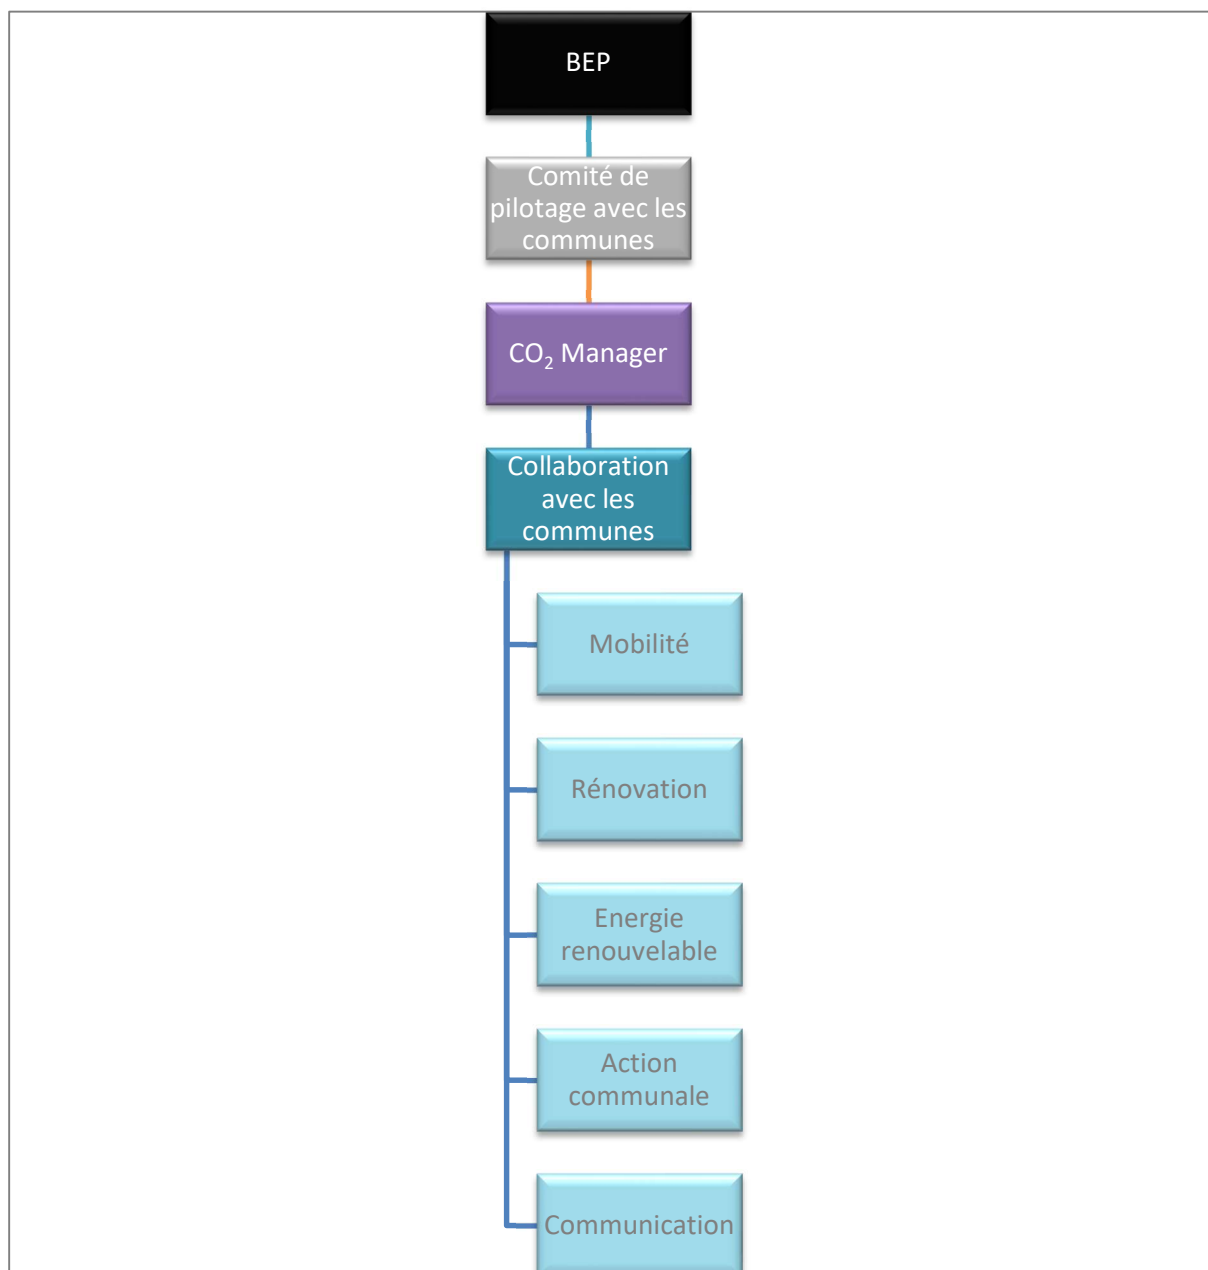 BEP
Comité de
pilotage avec les
communes
CO₂ Manager
Collaboration
avec les
communes
Mobilité
Rénovation
Energie
renouvelable
Action
communale
Communication